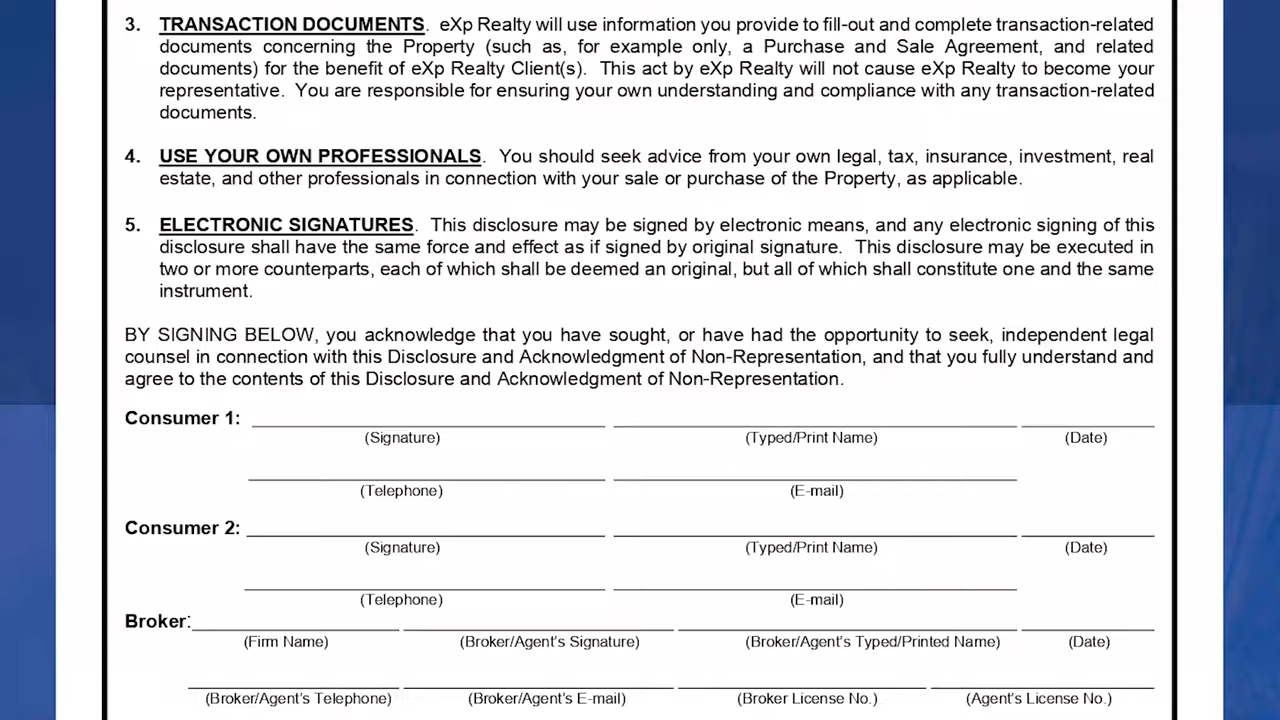 3. TRANSACTION DOCUMENTS. eXp Realty will use information you provide to fill-out and complete transaction-related
documents concerning the Property (such as, for example only, a Purchase and Sale Agreement, and related
documents) for the benefit of eXp Realty Client(s). This act by eXp Realty will not cause eXp Realty to become your
representative. You are responsible for ensuring your own understanding and compliance with any transaction-related
documents.
4. USE YOUR OWN PROFESSIONALS. You should seek advice from your own legal, tax, insurance, investment, real
estate, and other professionals in connection with your sale or purchase of the Property, as applicable.
5. ELECTRONIC SIGNATURES. This disclosure may be signed by electronic means, and any electronic signing of this
disclosure shall have the same force and effect as if signed by original signature. This disclosure may be executed in
two or more counterparts, each of which shall be deemed an original, but all of which shall constitute one and the same
instrument.
BY SIGNING BELOW, you acknowledge that you have sought, or have had the opportunity to seek, independent legal
counsel in connection with this Disclosure and Acknowledgment of Non-Representation, and that you fully understand and
agree to the contents of this Disclosure and Acknowledgment of Non-Representation.
Consumer 1:
(Signature) (Typed/Print Name) (Date)
(Telephone) (E-mail)
Consumer 2:
(Signature) (Typed/Print Name) (Date)
(Telephone) (E-mail)
Broker:
(Firm Name) (Broker/Agent's Signature) (Broker/Agent's Typed/Printed Name) (Date)
(Broker/Agent's Telephone) (Broker/Agent's E-mail) (Broker License No.) (Agent's License No.)